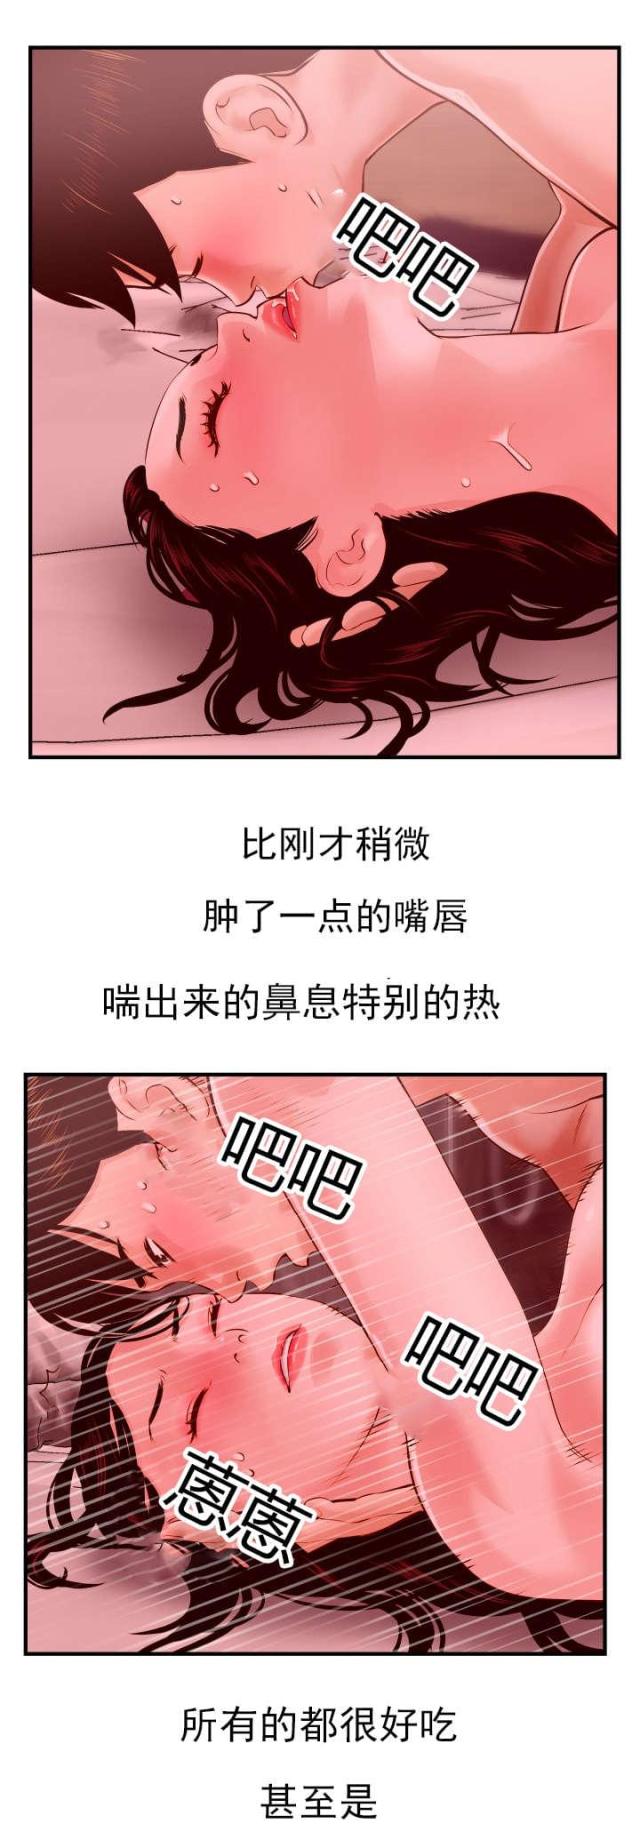 吧吧
比刚才稍微
肿了一点的嘴唇
喘出来的鼻息特别的热
吧吧
吧吧
蒽蒽
所有的都很好吃
甚至是